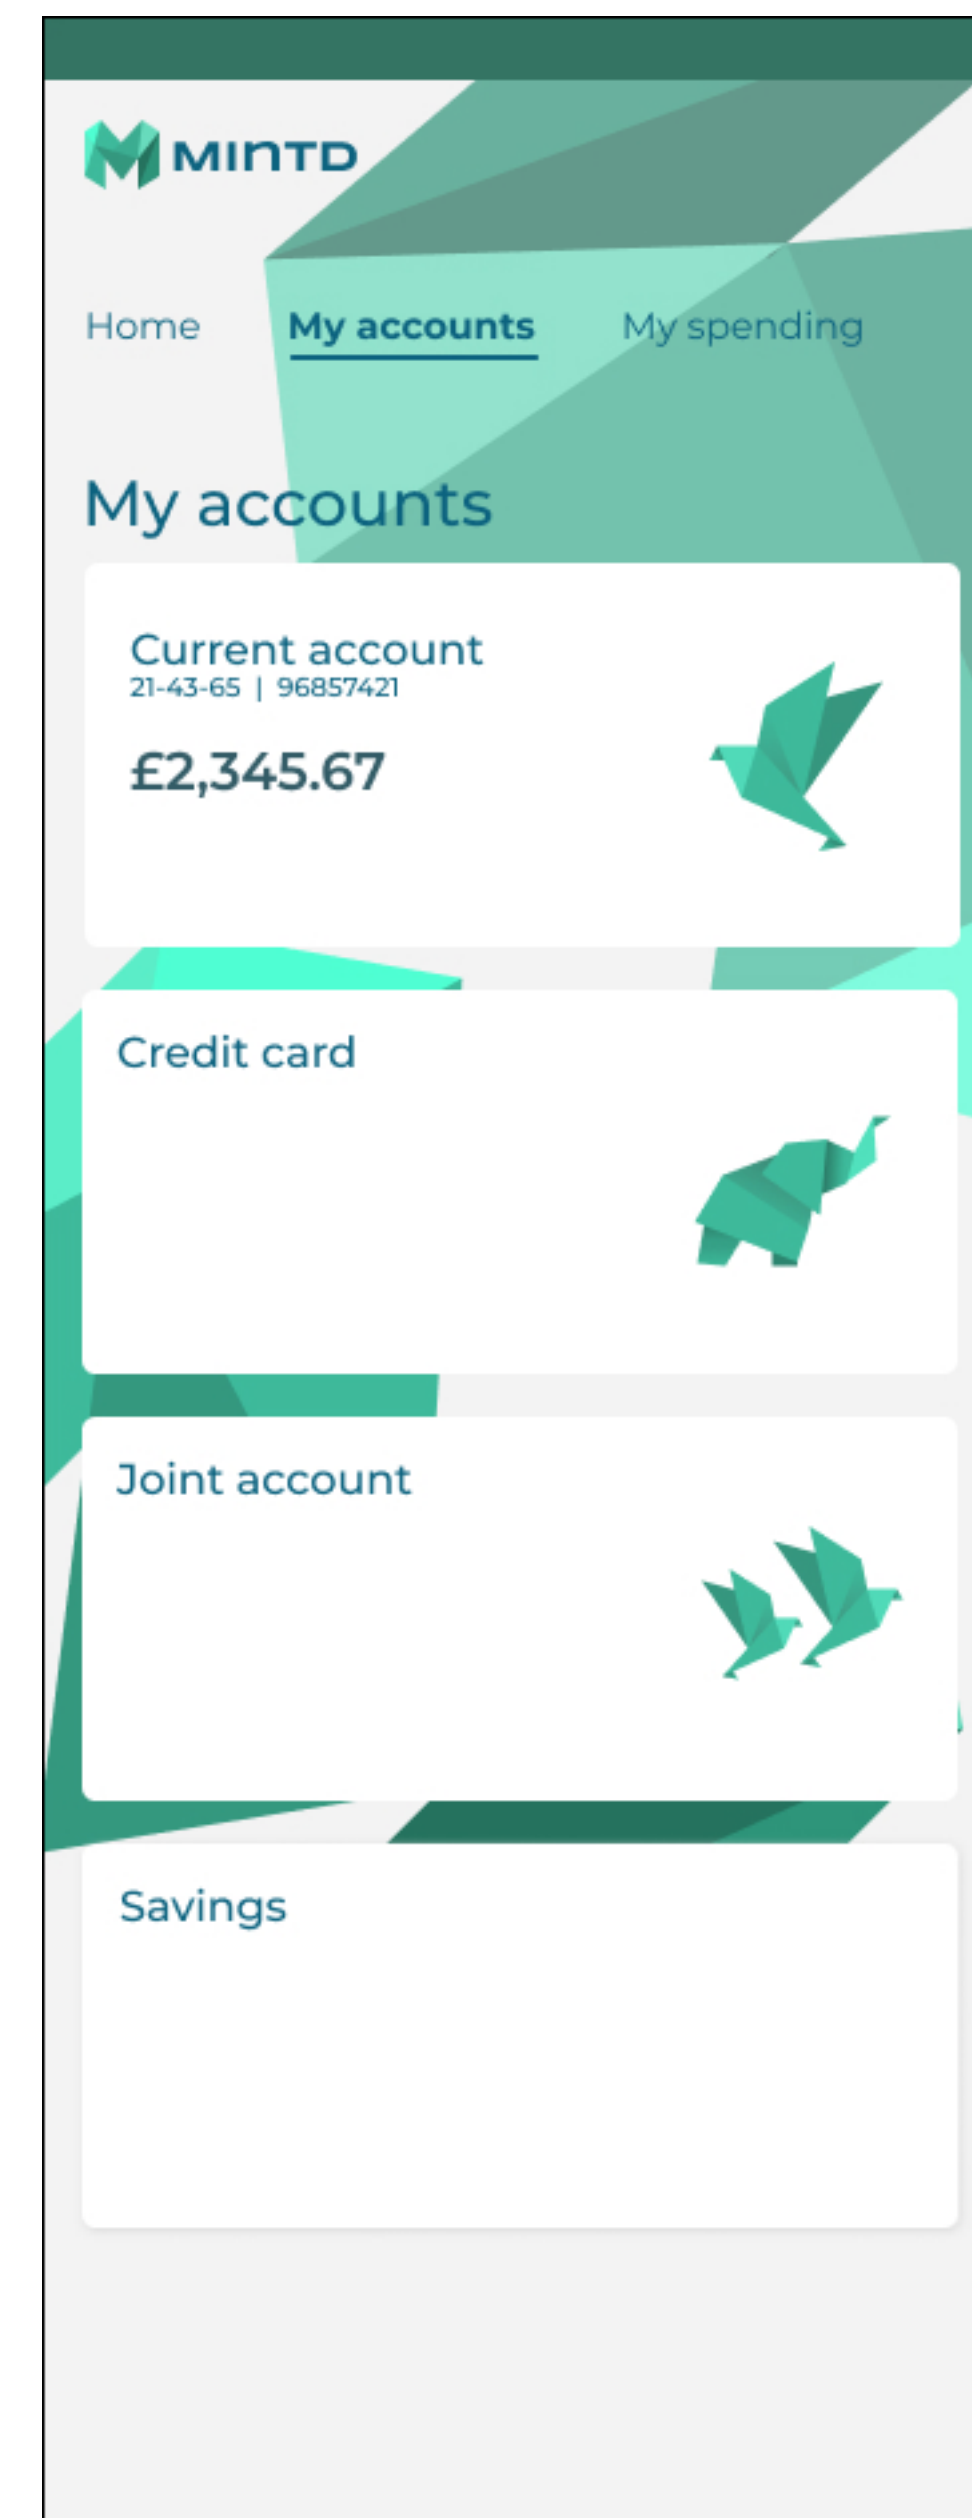 MINTD
Home My accounts My spending
My accounts
Current account
21-43-65 | 96857421
£2,345.67
Credit card
Joint account
Savings